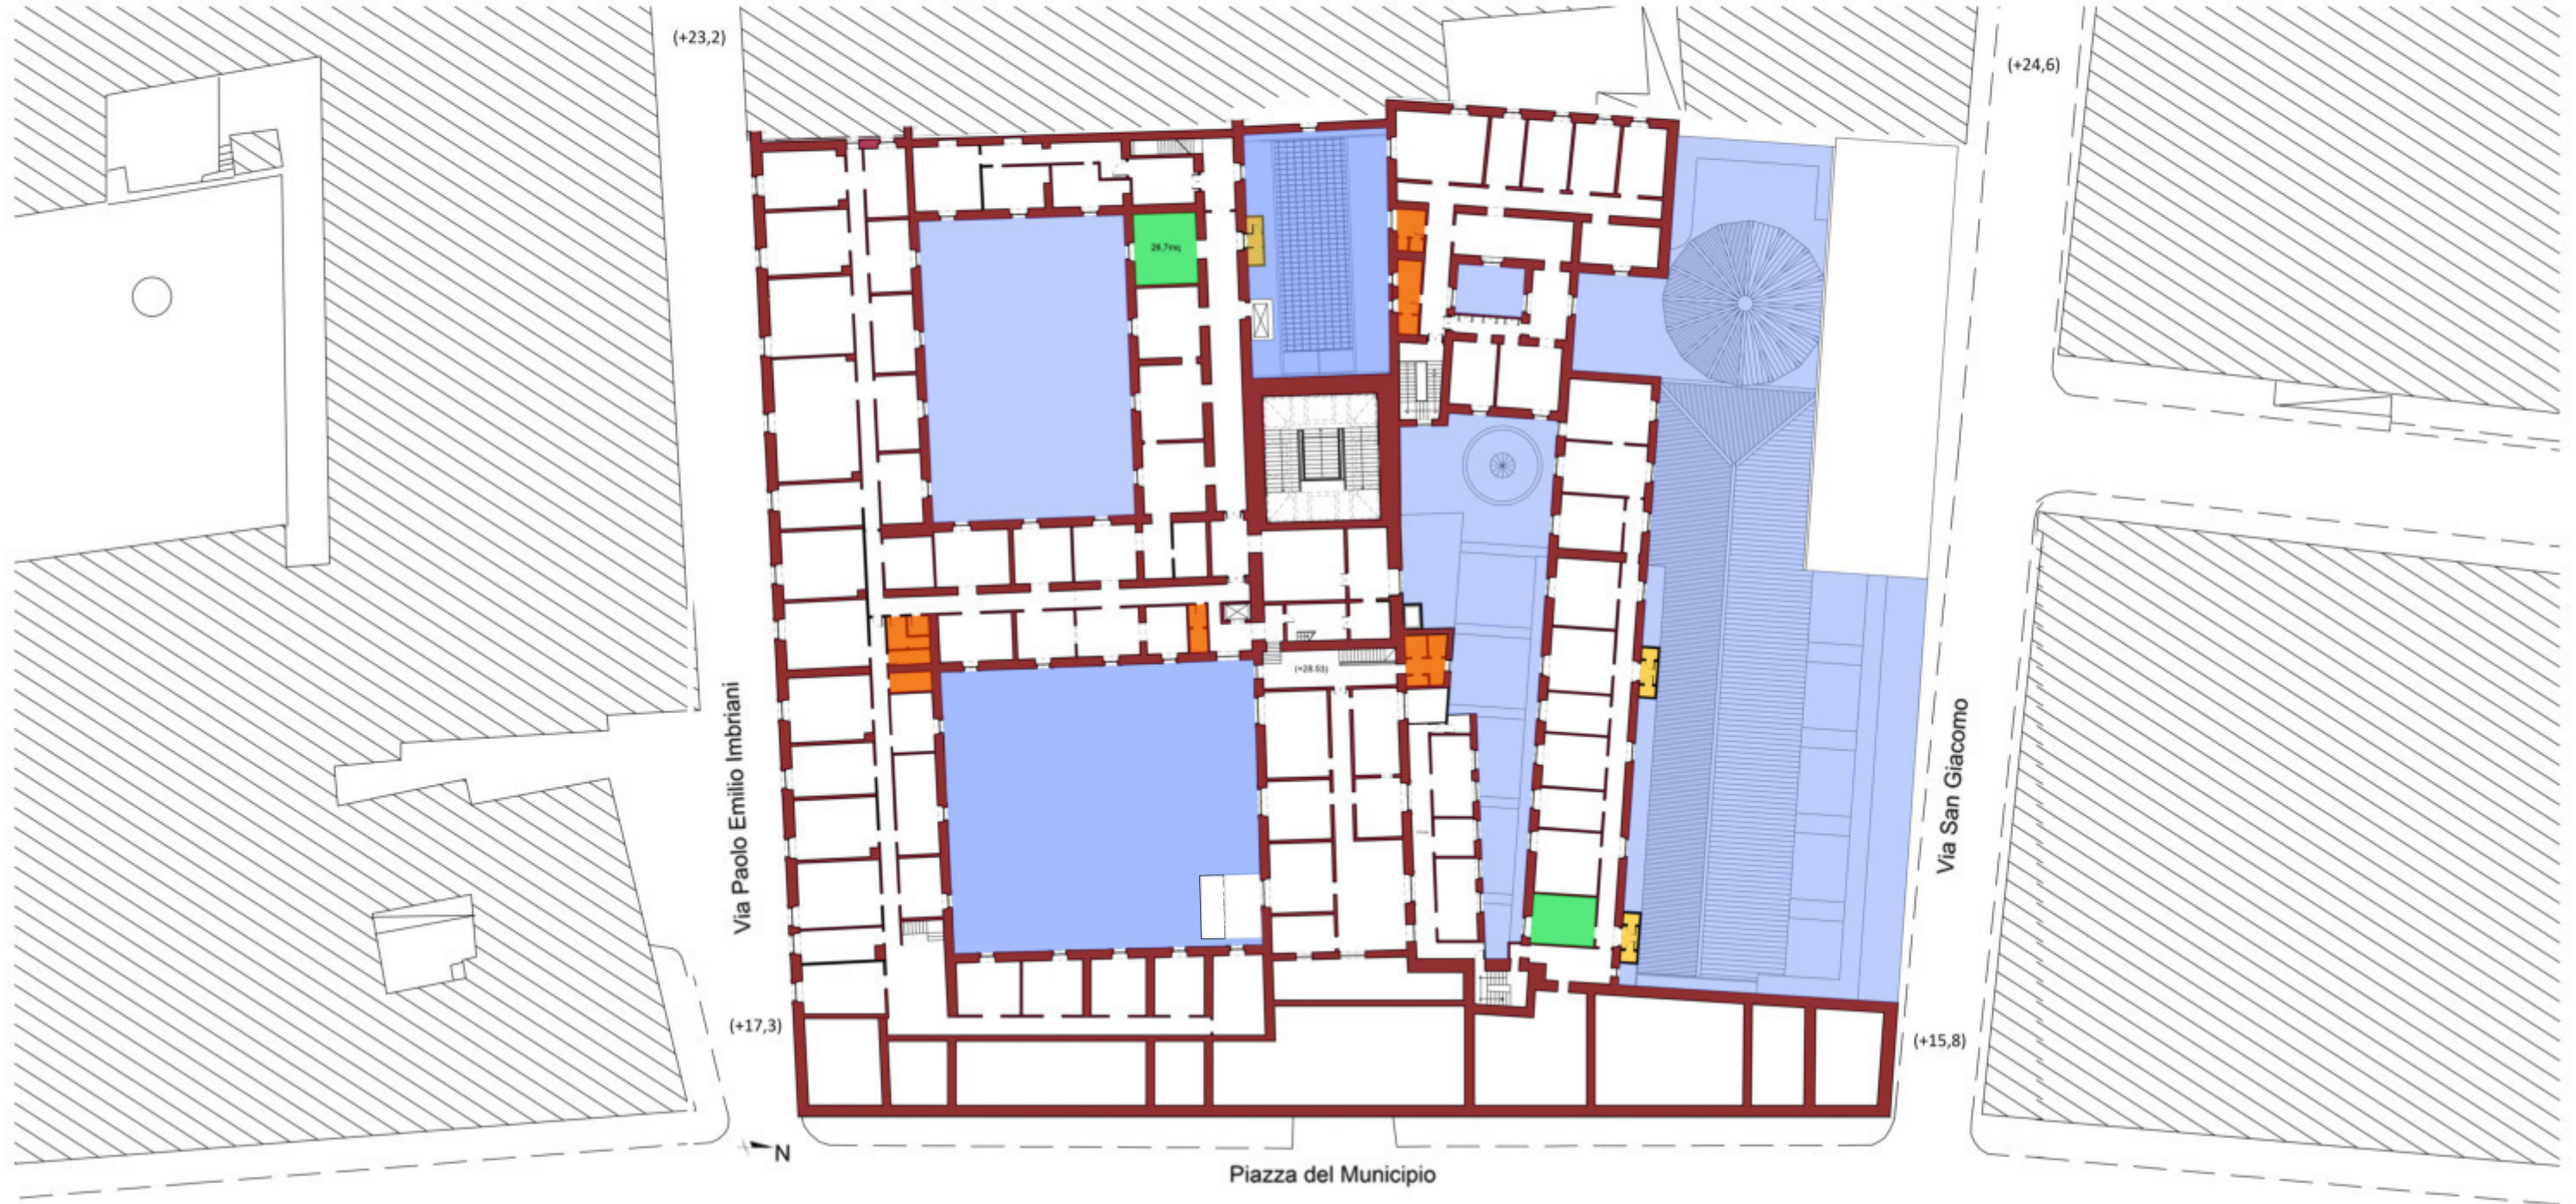 (+23,2)
(+24,6)
26,7mq
(+28.53)
Via Paolo Emilio Imbriani
Via San Giacomo
(+17,3)
(+15,8)
N
Piazza del Municipio